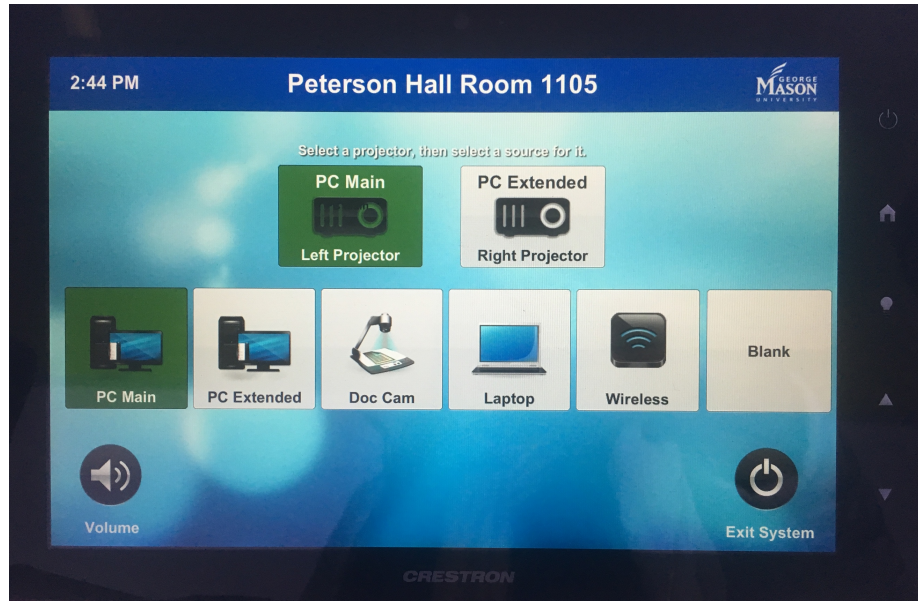 2:44 PM
Peterson Hall Room 1105
GEORGE
MASON
UNIVERSITY
Select a projector, then select a source for it.
PC Main
Left Projector
PC Extended
Right Projector
PC Main
PC Extended
Doc Cam
Laptop
Wireless
Blank
Volume
Exit System
CRESTRON